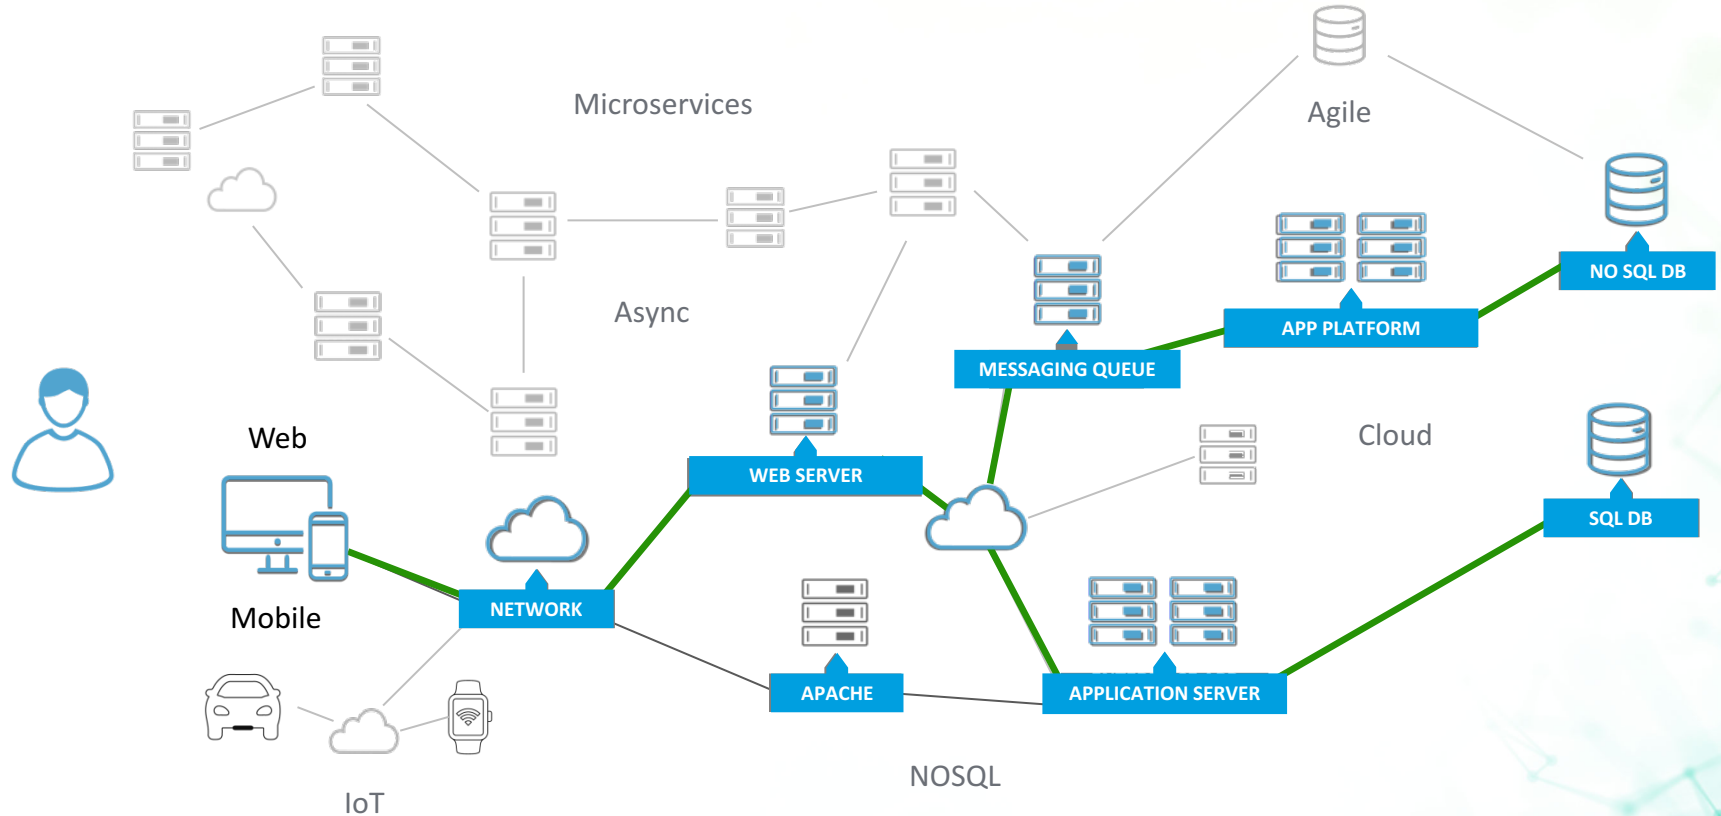 Microservices
Agile
NO SQL DB
Async
APP PLATFORM
MESSAGING QUEUE
Web
Cloud
WEB SERVER
SQL DB
NETWORK
Mobile
APACHE
APPLICATION SERVER
NOSQL
IoT